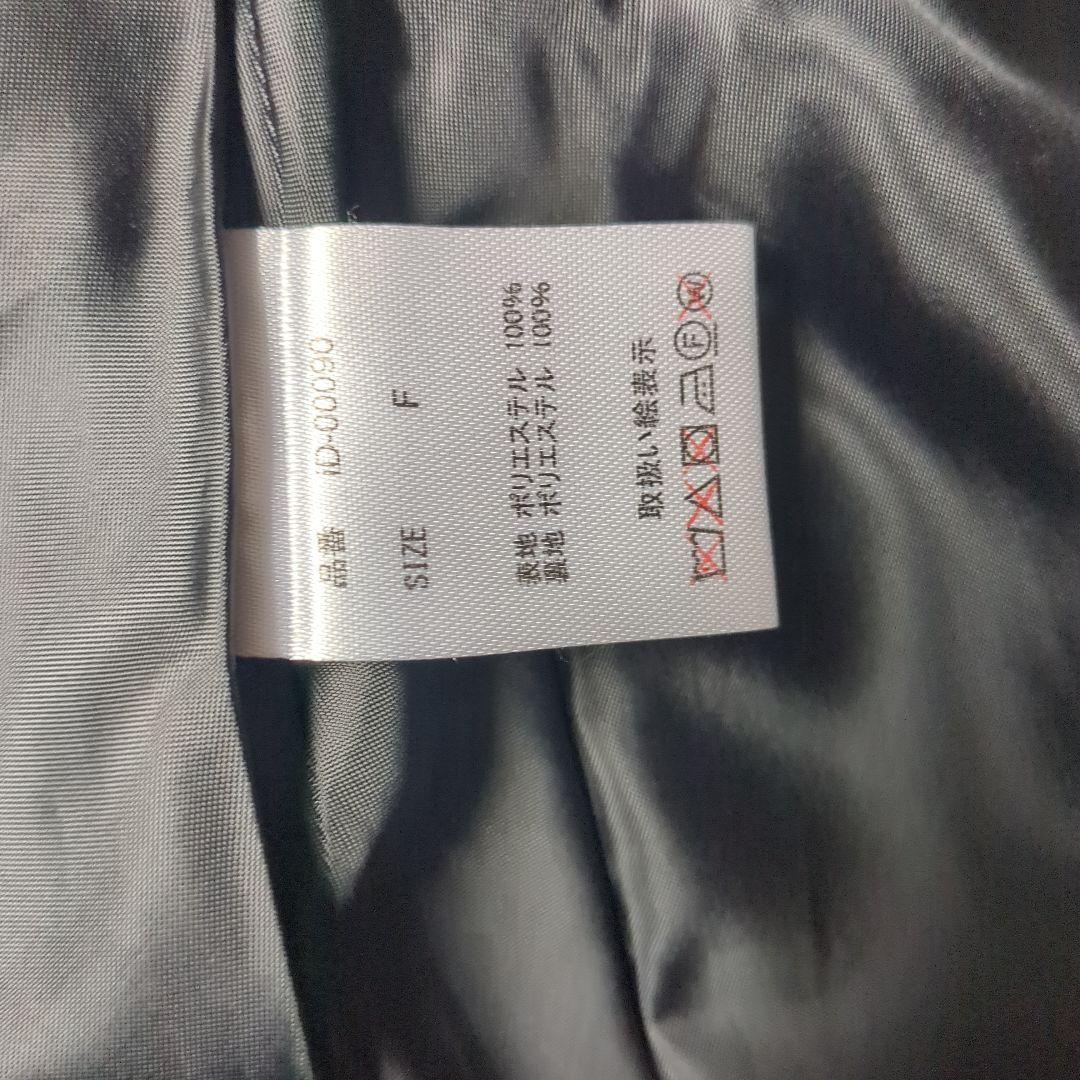 品番 ID-00090
SIZE F
表地 ポリエステル 100%
裏地 ポリエステル 100%
取扱い絵表示
F W